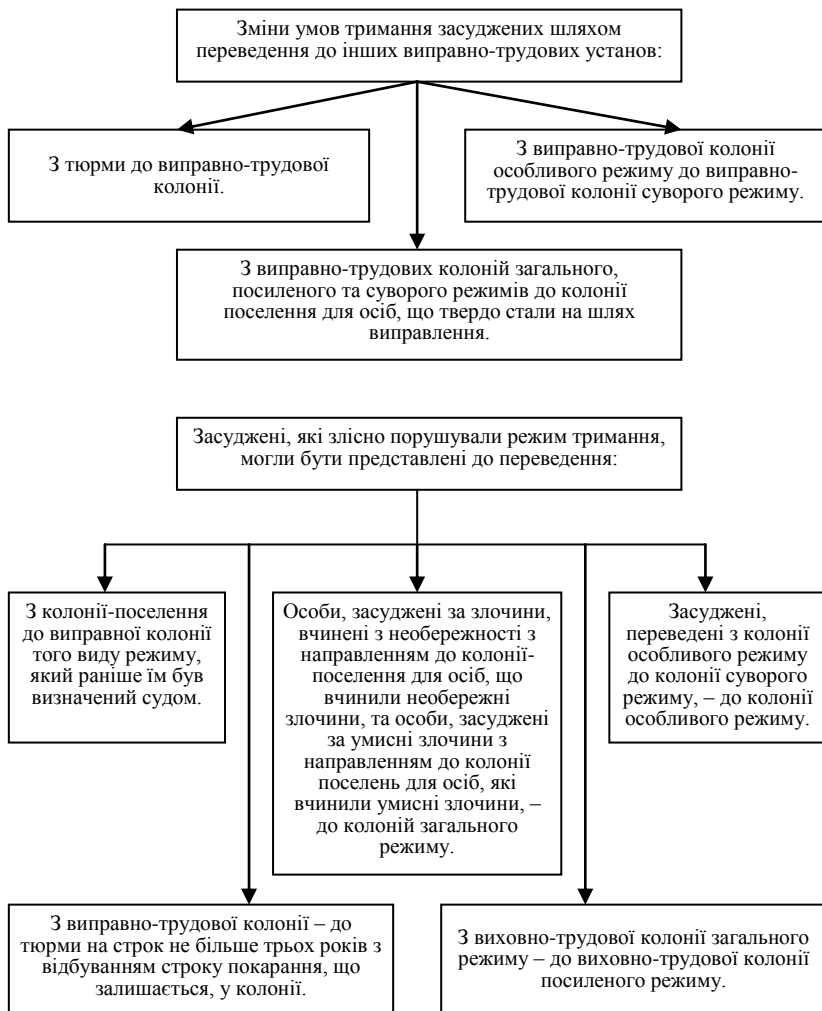 Зміни умов тримання засуджених шляхом
переведення до інших виправно-трудових установ:
З тюрми до виправно-трудової
колонії.
З виправно-трудової колонії
особливого режиму до виправно-
трудової колонії суворого режиму.
З виправно-трудових колоній загального,
посиленого та суворого режимів до колонії
поселення для осіб, що твердо стали на шлях
виправлення.
Засуджені, які злісно порушували режим тримання,
могли бути представлені до переведення:
З колонії-поселення
до виправної колонії
того виду режиму,
який раніше їм був
визначений судом.
Особи, засуджені за злочини,
вчинені з необережності з
направленням до колонії-
поселення для осіб, що
вчинили необережні
злочини, та особи, засуджені
за умисні злочини з
направленням до колонії
поселень для осіб, які
вчинили умисні злочини, –
до колоній загального
режиму.
Засуджені,
переведені з колонії
особливого режиму
до колонії суворого
режиму, – до колонії
особливого режиму.
З виправно-трудової колонії – до
тюрми на строк не більше трьох років з
відбуванням строку покарання, що
залишається, у колонії.
З виховно-трудової колонії загального
режиму – до виховно-трудової колонії
посиленого режиму.